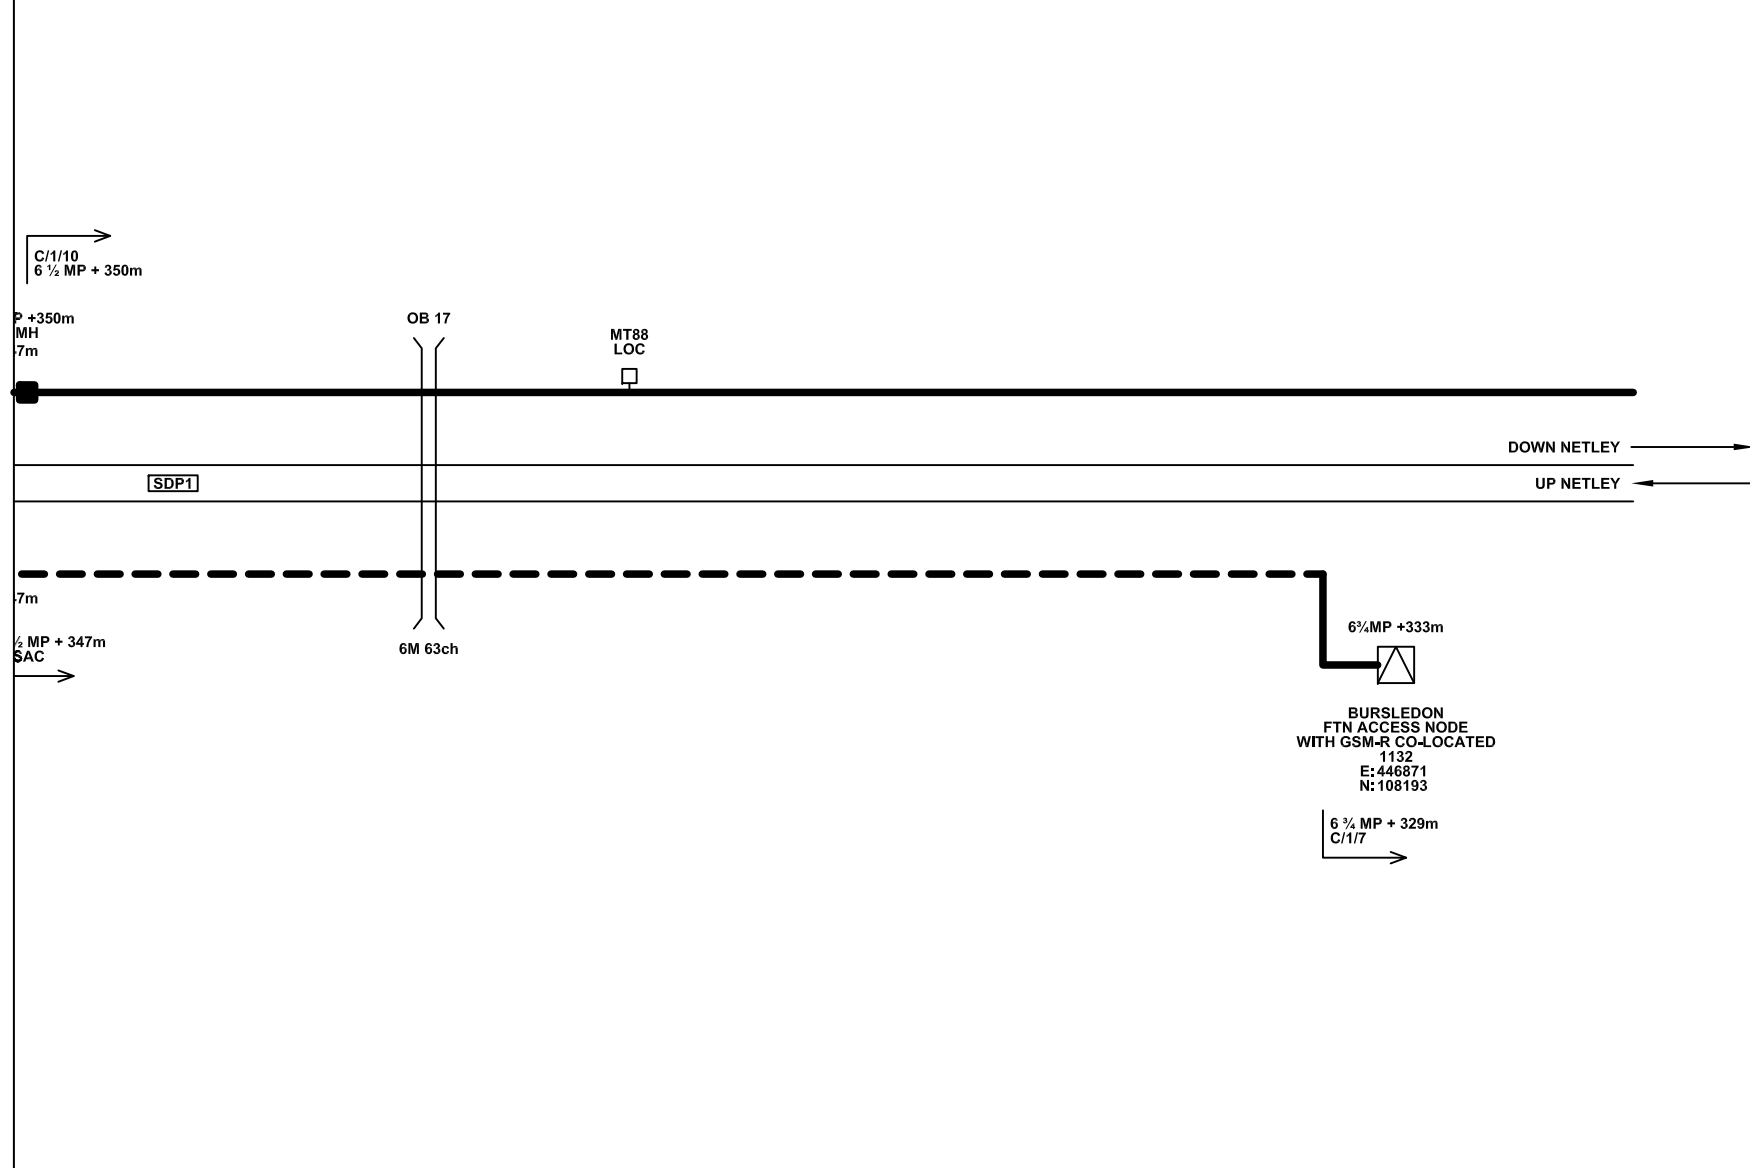 C/1/10
6 ½ MP + 350m
P +350m
MH
7m
OB 17
MT88
LOC
DOWN NETLEY
SDP1
UP NETLEY
7m
½ MP + 347m
SAC
6M 63ch
6¾MP +333m
BURSLEDON
FTN ACCESS NODE
WITH GSM-R CO-LOCATED
1132
E:446871
N:108193
6 ¾ MP + 329m
C/1/7